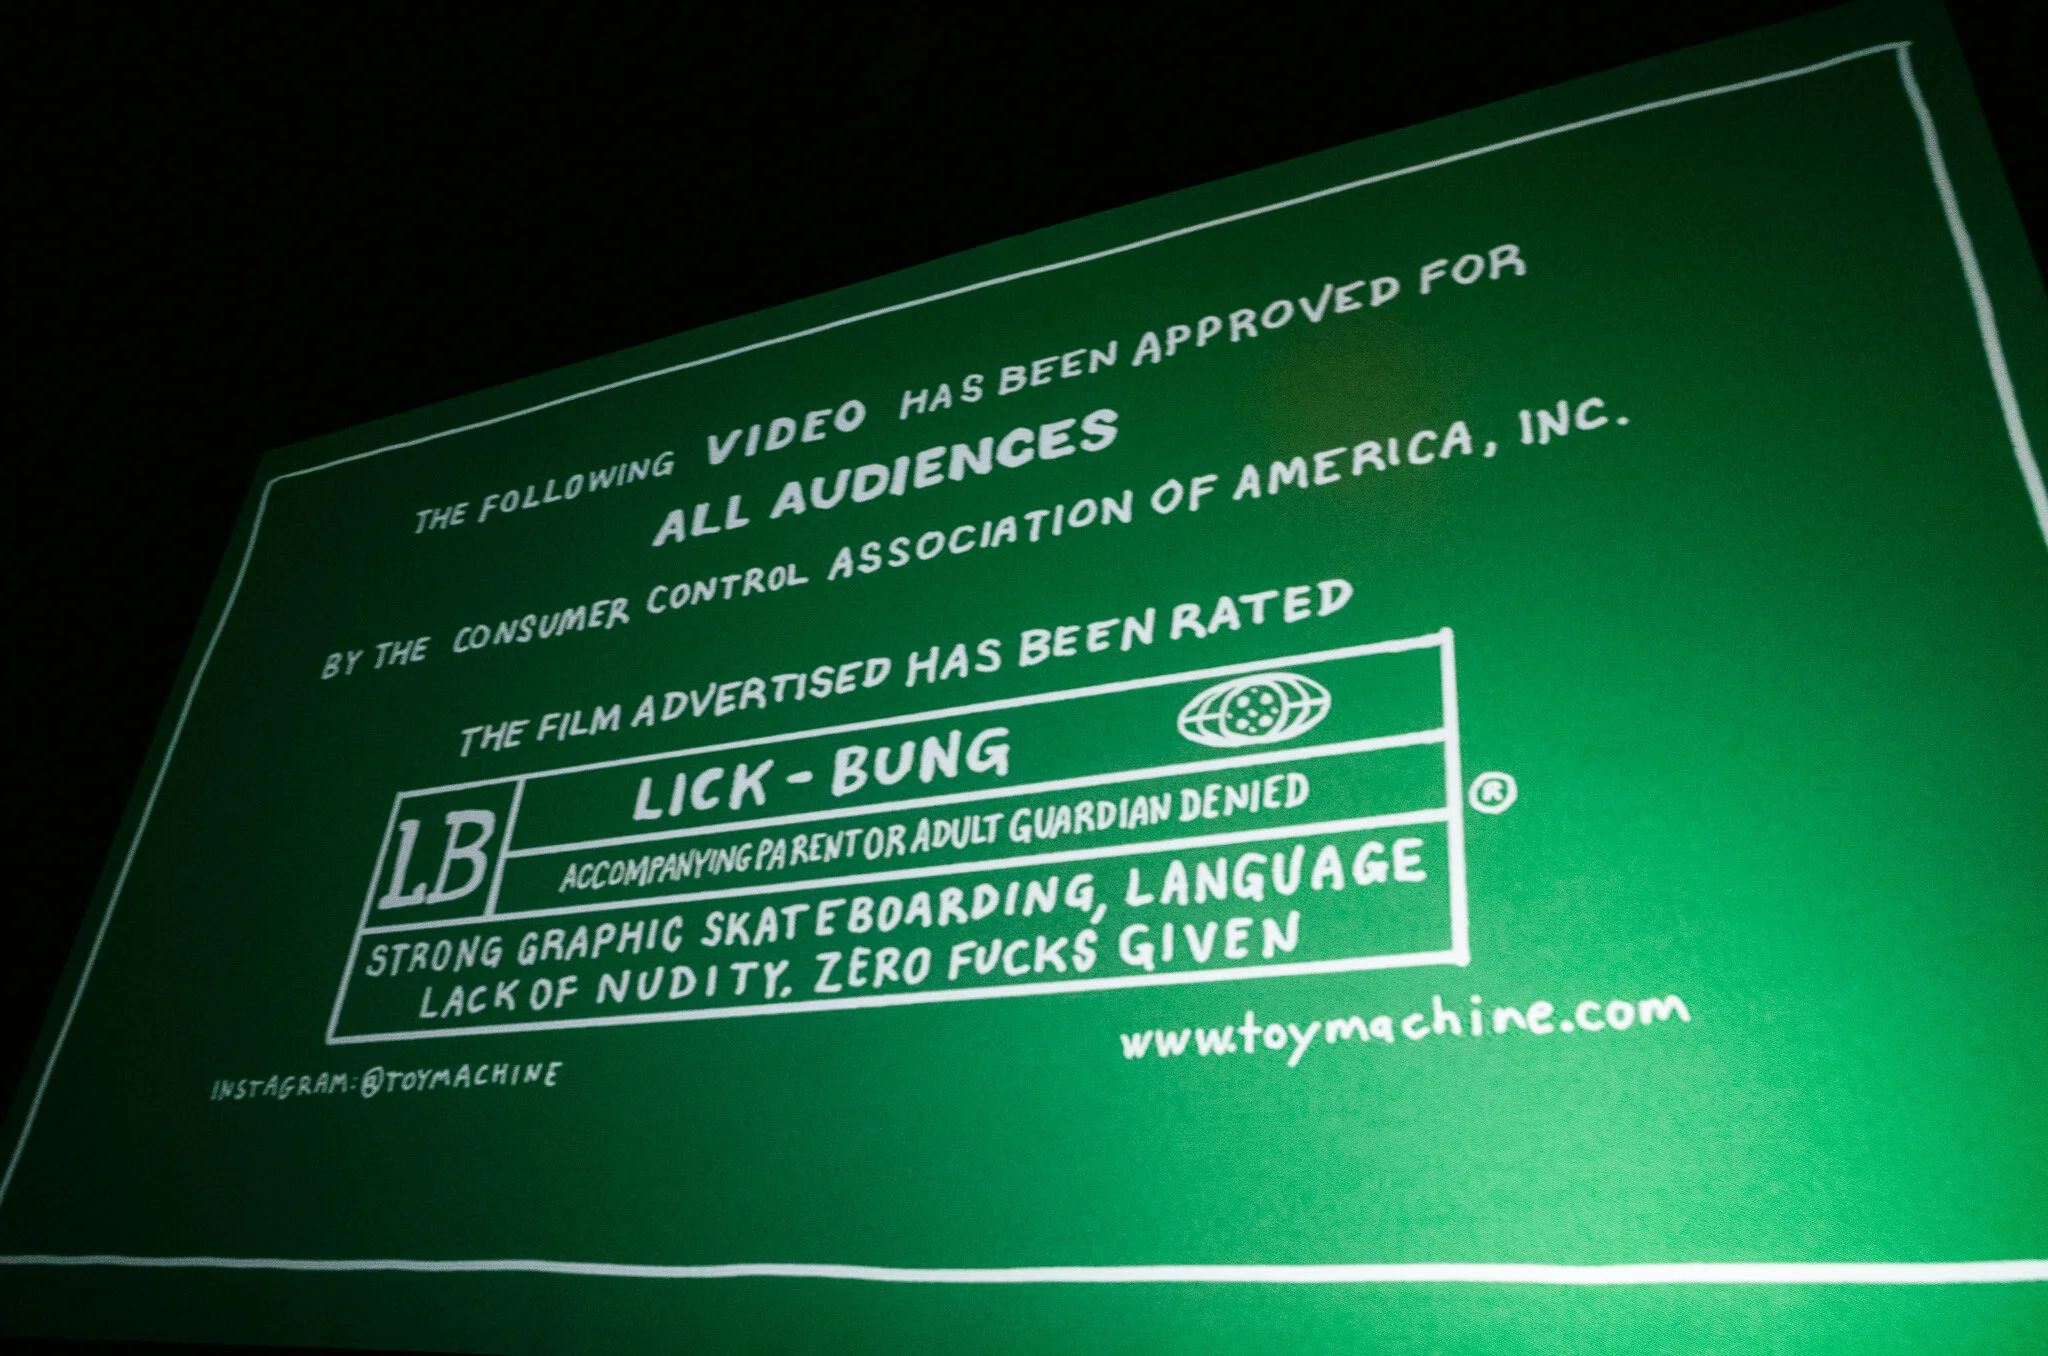 THE FOLLOWING VIDEO HAS BEEN APPROVED FOR
ALL AUDIENCES
BY THE CONSUMER CONTROL ASSOCIATION OF AMERICA, INC.
THE FILM ADVERTISED HAS BEEN RATED
LB
LICK-BUNG
ACCOMPANYING PARENT OR ADULT GUARDIAN DENIED
®
STRONG GRAPHIC SKATEBOARDING, LANGUAGE
LACK OF NUDITY, ZERO FUCKS GIVEN
www.toymachine.com
INSTAGRAM:@TOYMACHINE